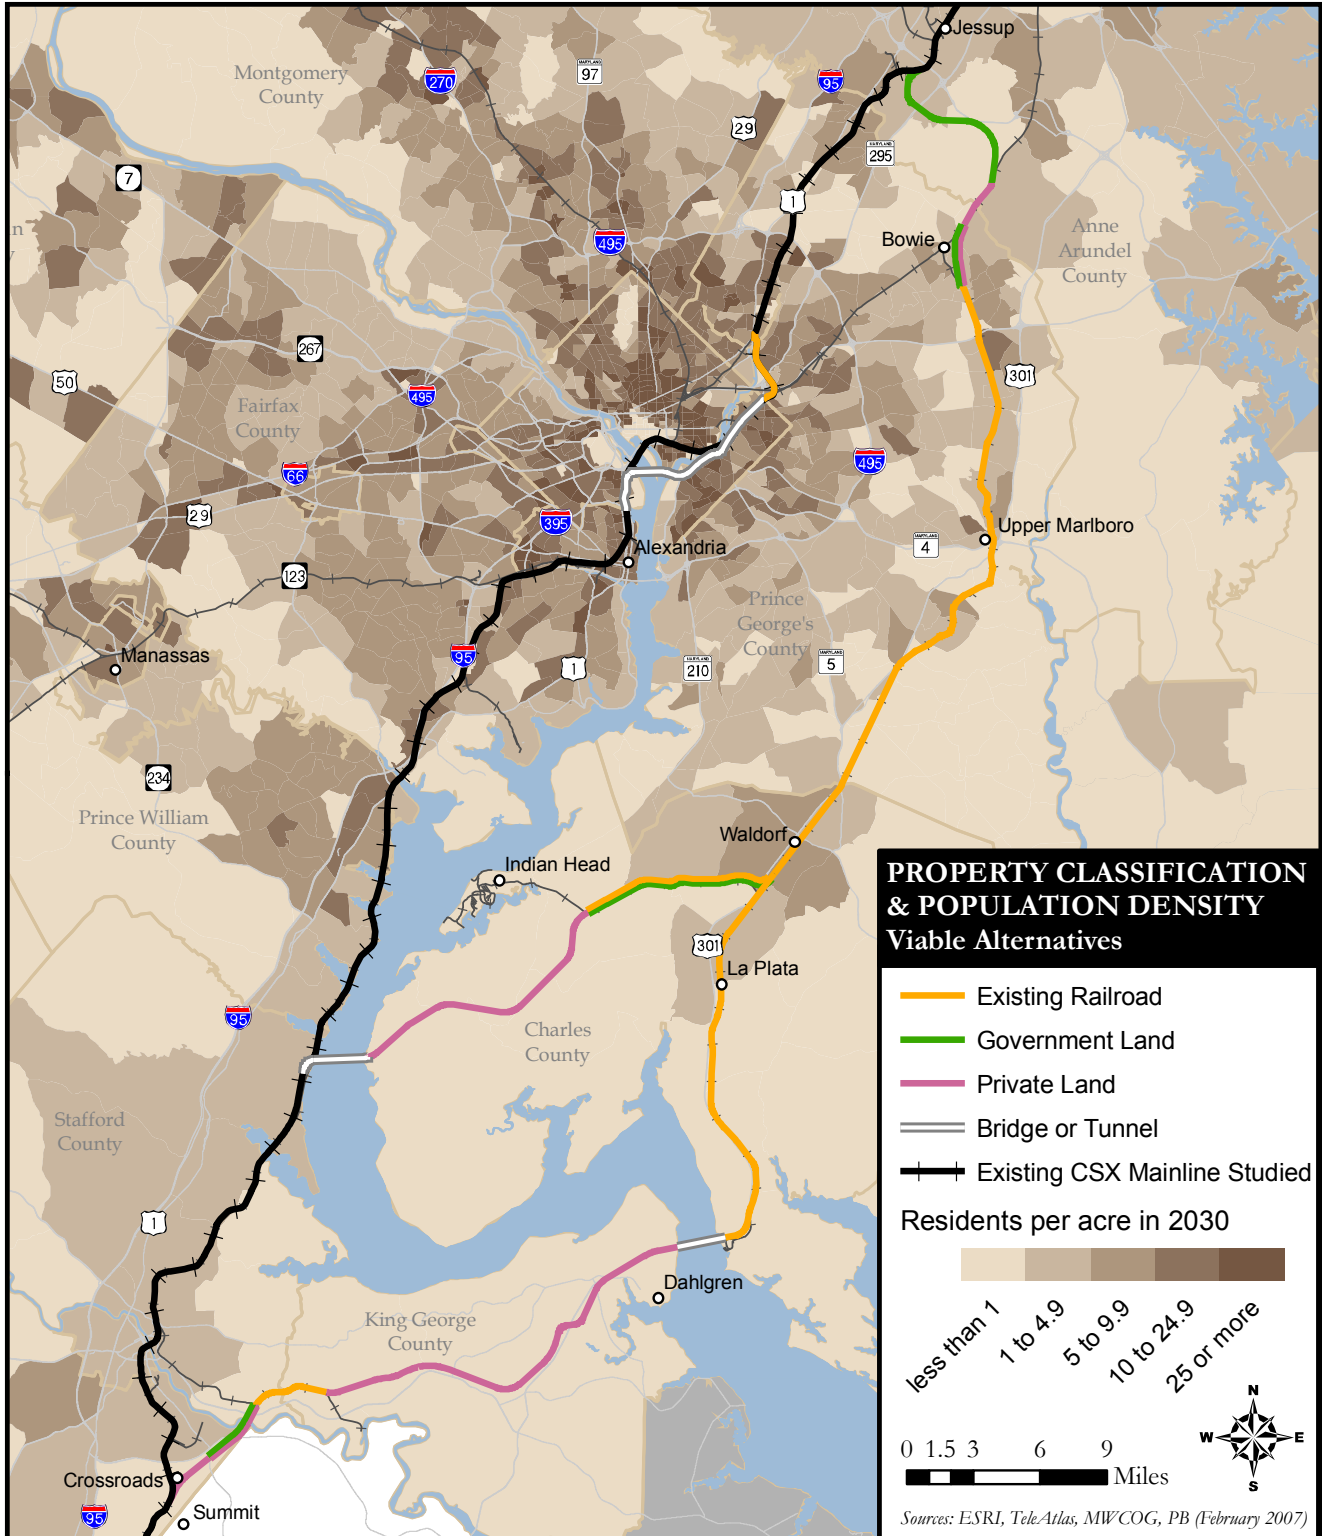 Jessup
Montgomery
County
270
MARYLAND
97
95
29
MARYLAND
295
7
1
n
y
495
Bowie
Anne
Arundel
County
267
50
495
301
Fairfax
County
66
495
29
395
Upper Marlboro
Alexandria
MARYLAND
4
123
Prince
George's
County
Manassas
95
1
MARYLAND
210
MARYLAND
5
234
Prince William
County
Waldorf
Indian Head
301
La Plata
95
Charles
County
Stafford
County
1
Dahlgren
King George
County
Crossroads
Summit
95
PROPERTY CLASSIFICATION
& POPULATION DENSITY
Viable Alternatives
Existing Railroad
Government Land
Private Land
Bridge or Tunnel
Existing CSX Mainline Studied
Residents per acre in 2030
less than 1
1 to 4.9
5 to 9.9
10 to 24.9
25 or more
N
W E
S
0 1.5 3 6 9
Miles
Sources: ESRI, TeleAtlas, MWCOG, PB (February 2007)